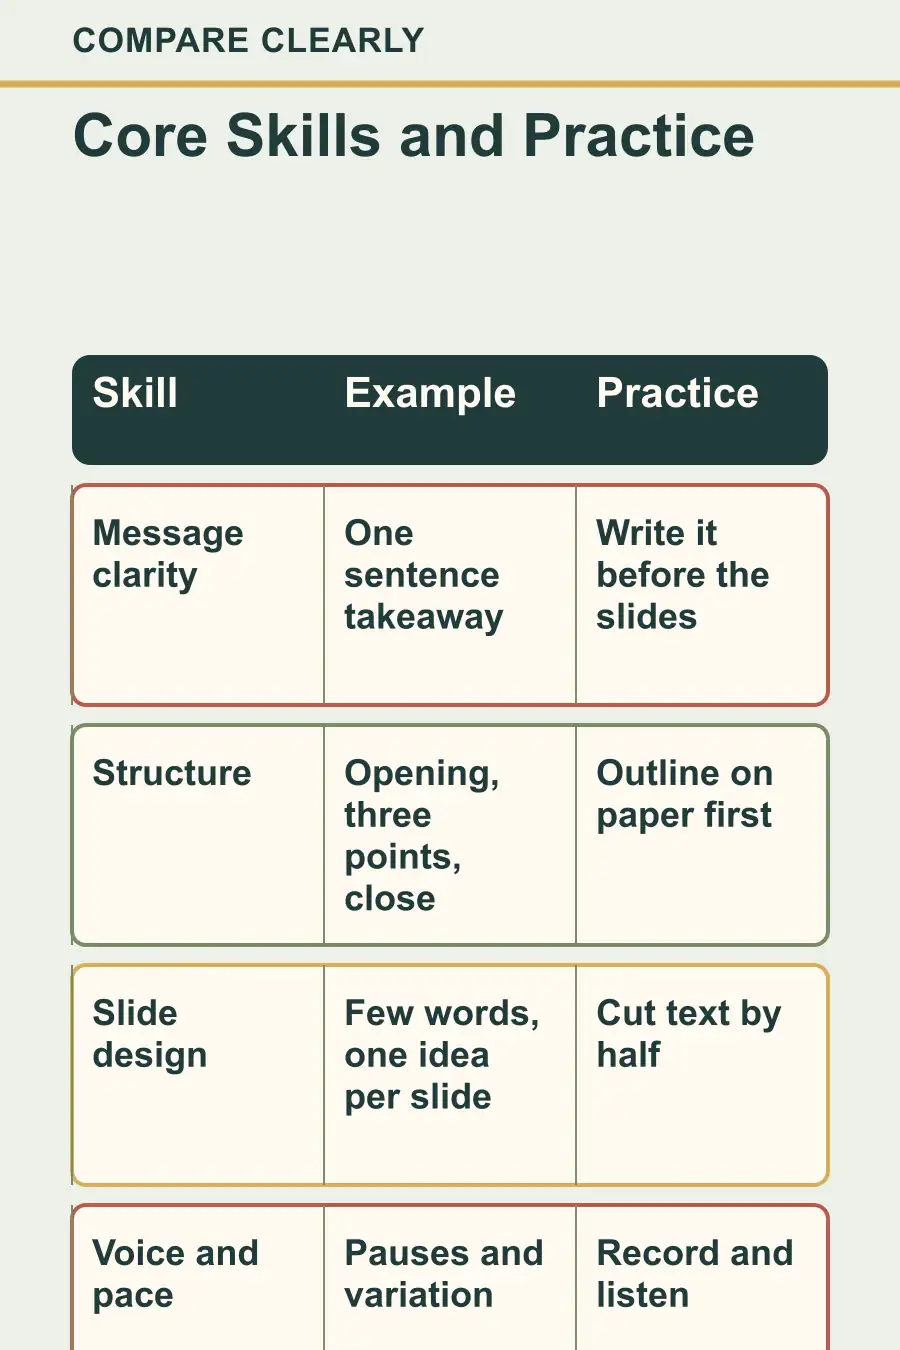 COMPARE CLEARLY
Core Skills and Practice
Skill Example Practice
Message
clarity
One
sentence
takeaway
Write it
before the
slides
Structure
Opening,
three
points,
close
Outline on
paper first
Slide
design
Few words,
one idea
per slide
Cut text by
half
Voice and
pace
Pauses and
variation
Record and
listen